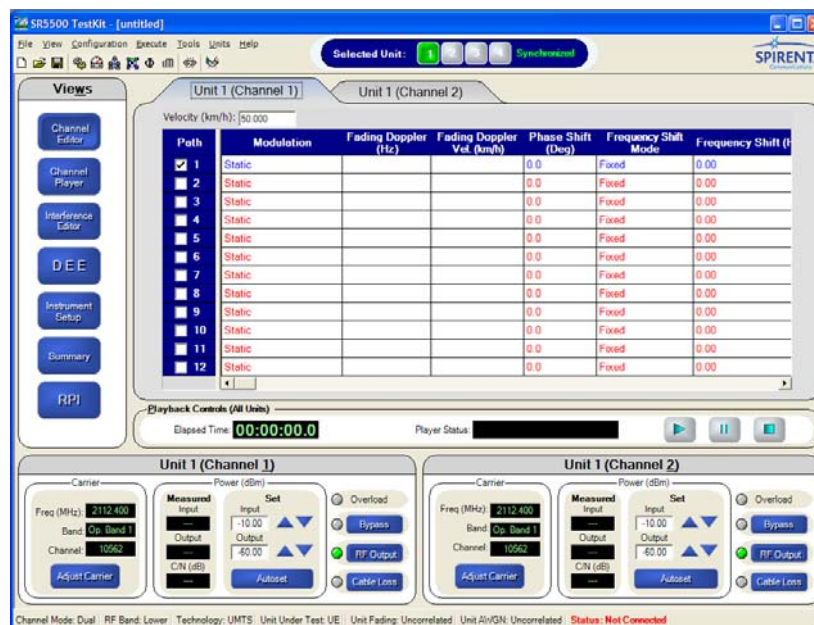 SR5500 TestKit - [untitled]
File View Configuration Execute Tools Units Help
Selected Unit: 1 2 3 4 Synchronized
SPIRENT
Communications
Views
Channel Editor
Channel Player
Interference Editor
DEE
Instrument Setup
Summary
RPI
Unit 1 (Channel 1) Unit 1 (Channel 2)
Velocity (km/h): 50.000
Path Modulation Fading Doppler (Hz) Fading Doppler Vel. (km/h) Phase Shift (Deg) Frequency Shift Mode Frequency Shift (H
1 Static 0.0 Fixed 0.00
2 Static 0.0 Fixed 0.00
3 Static 0.0 Fixed 0.00
4 Static 0.0 Fixed 0.00
5 Static 0.0 Fixed 0.00
6 Static 0.0 Fixed 0.00
7 Static 0.0 Fixed 0.00
8 Static 0.0 Fixed 0.00
9 Static 0.0 Fixed 0.00
10 Static 0.0 Fixed 0.00
11 Static 0.0 Fixed 0.00
12 Static 0.0 Fixed 0.00
Playback Controls (All Units)
Elapsed Time: 00:00:00.0 Player Status:
Unit 1 (Channel 1)
Carrier
Freq (MHz): 2112.400
Band: Op. Band 1
Channel: 10562
Adjust Carrier
Power (dBm)
Measured Set
Input Input
--- -10.00
Output Output
--- -60.00
C/N (dB)
--- Autoset
Overload
Bypass
RF Output
Cable Loss
Unit 1 (Channel 2)
Carrier
Freq (MHz): 2112.400
Band: Op. Band 1
Channel: 10562
Adjust Carrier
Power (dBm)
Measured Set
Input Input
--- -10.00
Output Output
--- -60.00
C/N (dB)
--- Autoset
Overload
Bypass
RF Output
Cable Loss
Channel Mode: Dual RF Band: Lower Technology: UMTS Unit Under Test: UE Unit Fading: Uncorrelated Unit AWGN: Uncorrelated Status: Not Connected